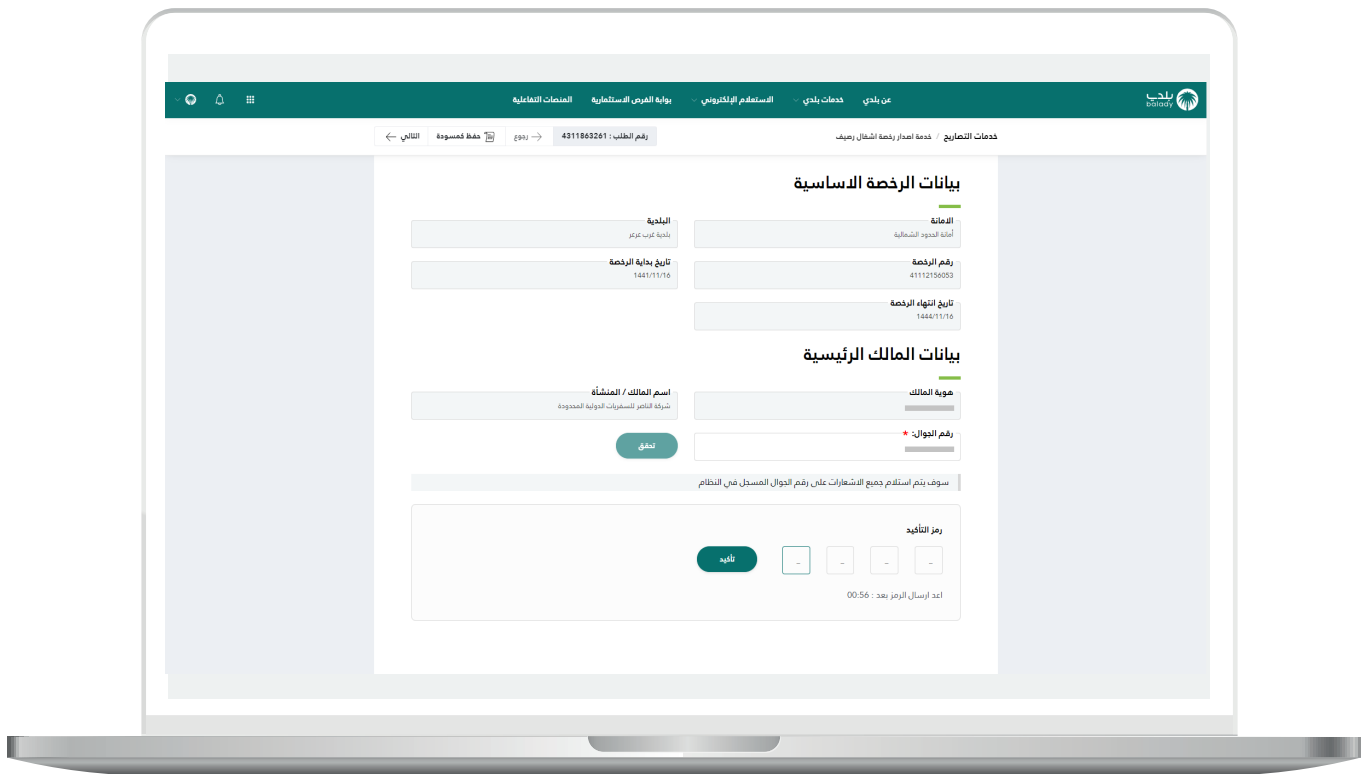 بلدي
balady
عن بلدي
خدمات بلدي
الاستعلام الإلكتروني
بوابة الفرص الاستثمارية
المنصات التفاعلية
خدمات التصاريح / خدمة اصدار رخصة اشغال رصيف
رقم الطلب : 4311863261
رجوع
حفظ كمسودة
التالي
بيانات الرخصة الاساسية
الامانة
أمانة الحدود الشمالية
البلدية
بلدية غرب عرعر
رقم الرخصة
41112156053
تاريخ بداية الرخصة
1441/11/16
تاريخ انتهاء الرخصة
1444/11/16
بيانات المالك الرئيسية
هوية المالك
اسم المالك / المنشأة
شركة الناصر للسفريات الدولية المحدودة
رقم الجوال: *
تحقق
سوف يتم استلام جميع الاشعارات على رقم الجوال المسجل في النظام
رمز التأكيد
– – – –
تأكيد
اعد ارسال الرمز بعد : 00:56